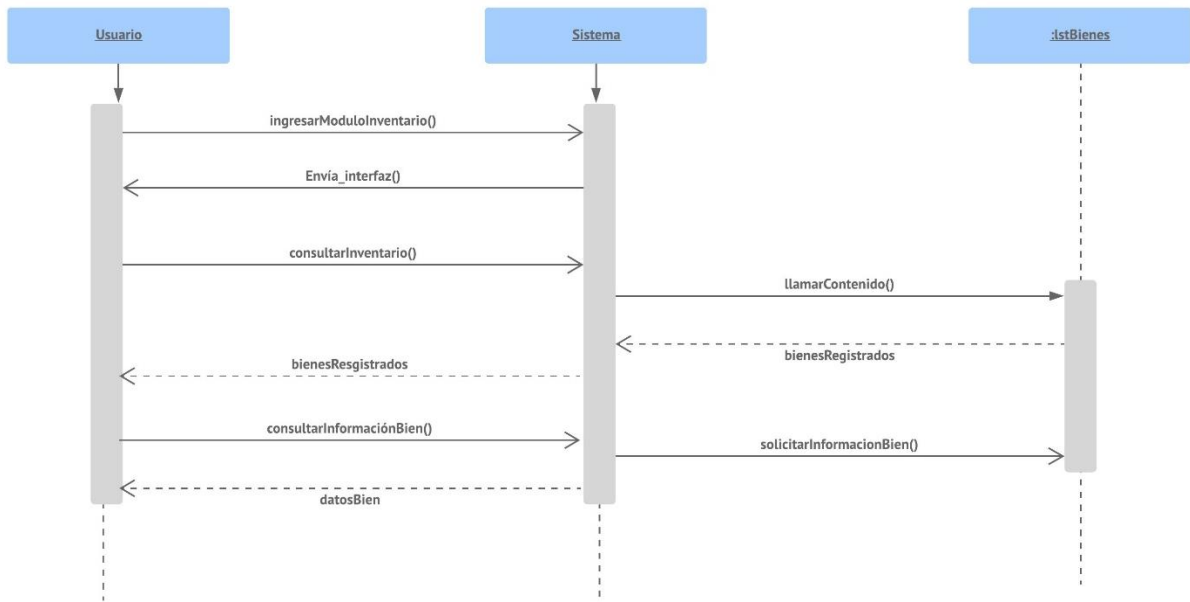 Usuario
Sistema
:lstBienes
ingresarModuloInventario()
Envía_interfaz()
consultarInventario()
llamarContenido()
bienesRegistrados
bienesResgistrados
consultarInformaciónBien()
solicitarInformacionBien()
datosBien